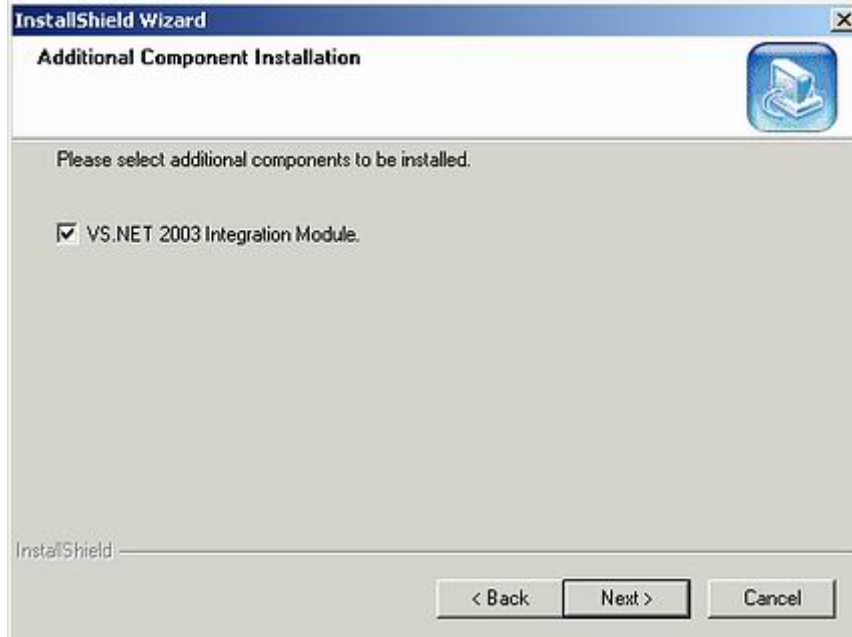 InstallShield Wizard
Additional Component Installation
Please select additional components to be installed.
VS.NET 2003 Integration Module.
InstallShield
< Back Next > Cancel